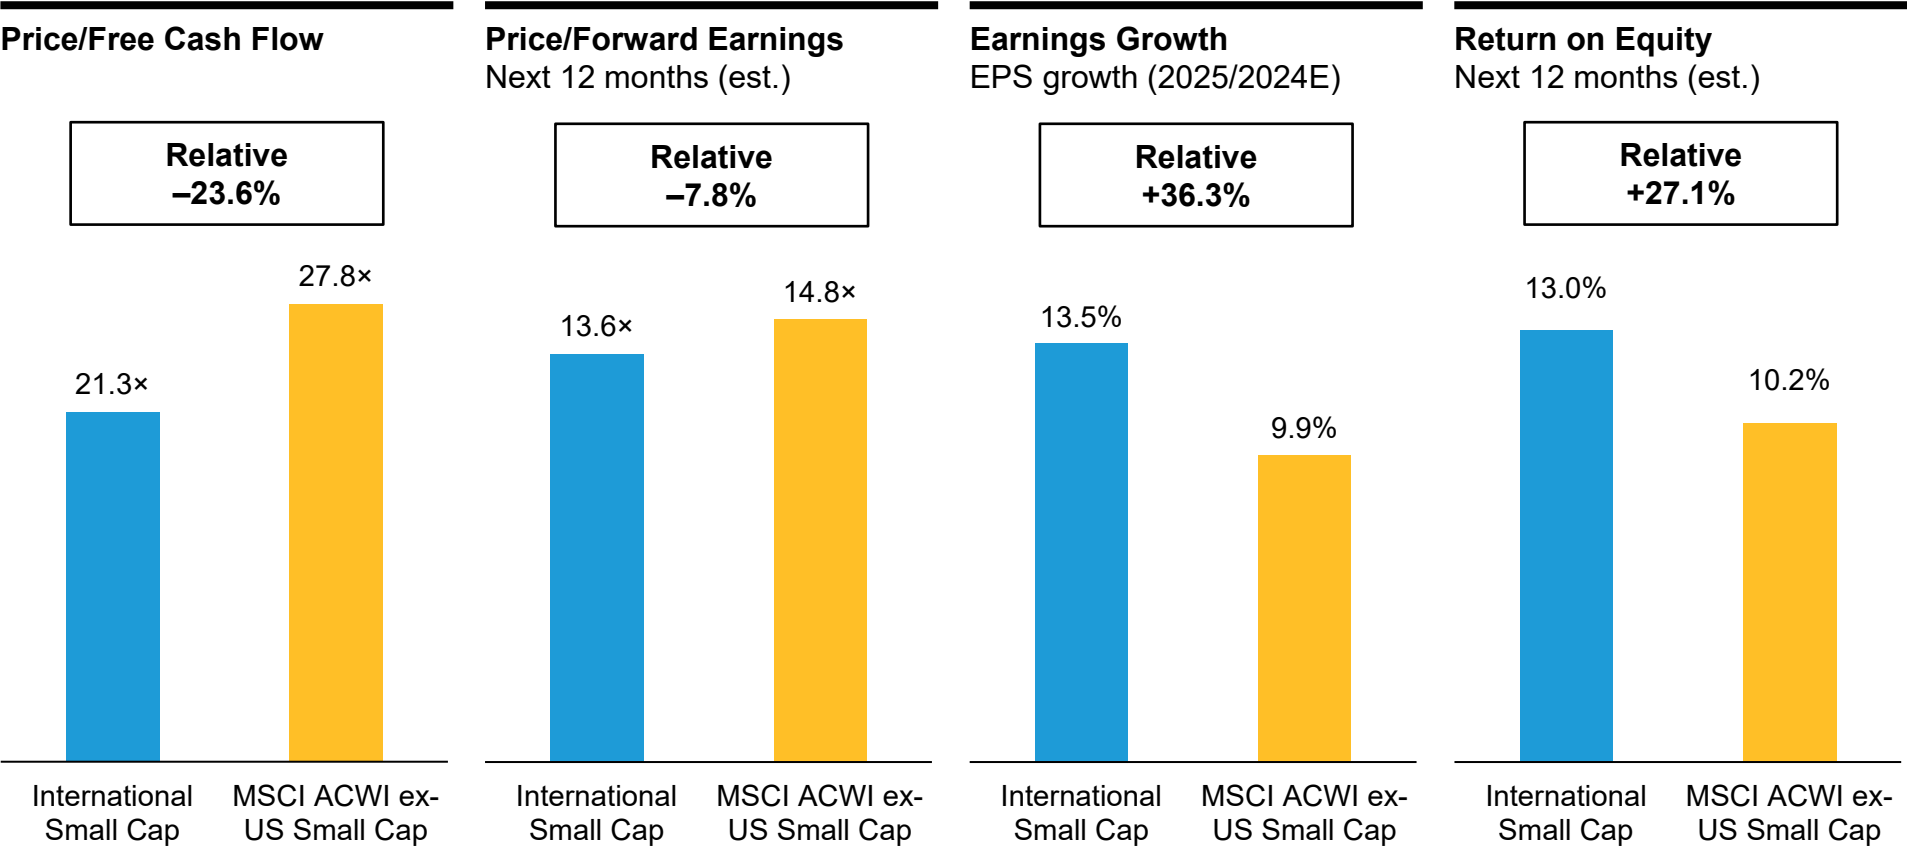 Price/Free Cash Flow
Relative
–23.6%
21.3×
27.8×
International
Small Cap
MSCI ACWI ex-
US Small Cap
Price/Forward Earnings
Next 12 months (est.)
Relative
–7.8%
13.6×
14.8×
International
Small Cap
MSCI ACWI ex-
US Small Cap
Earnings Growth
EPS growth (2025/2024E)
Relative
+36.3%
13.5%
9.9%
International
Small Cap
MSCI ACWI ex-
US Small Cap
Return on Equity
Next 12 months (est.)
Relative
+27.1%
13.0%
10.2%
International
Small Cap
MSCI ACWI ex-
US Small Cap